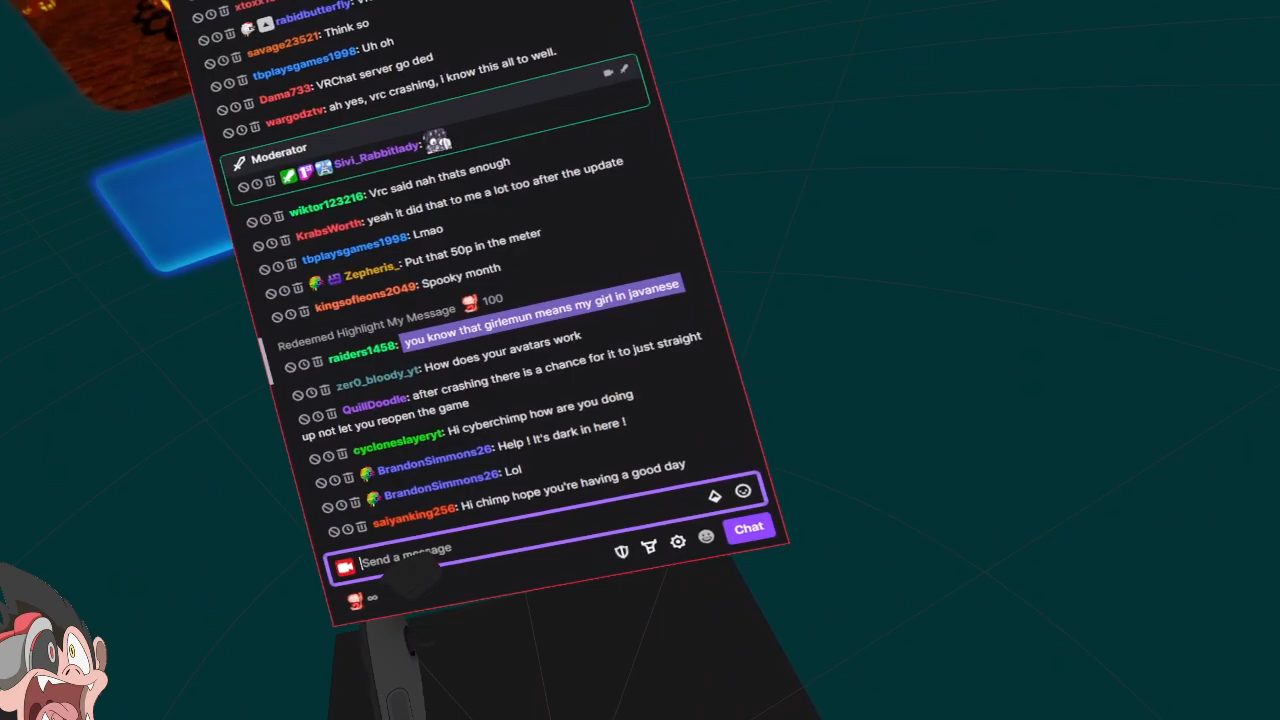 rabidbutterfly:
savage23521: Think so
tbplaysgames1998: Uh oh
Dama733: VRChat server go ded
wargodztv: ah yes, vrc crashing, i know this all to well.
Moderator
Sivi_Rabbitlady:
wiktor123216: Vrc said nah thats enough
KrabsWorth: yeah it did that to me a lot too after the update
tbplaysgames1998: Lmao
Zepheris_: Put that 50p in the meter
kingsofleons2049: Spooky month
Redeemed Highlight My Message 100
raiders1458: you know that girlemun means my girl in javanese
zer0_bloody_yt: How does your avatars work
QuillDoodle: after crashing there is a chance for it to just straight
up not let you reopen the game
cycloneslayeryt: Hi cyberchimp how are you doing
BrandonSimmons26: Help ! It's dark in here !
BrandonSimmons26: Lol
saiyanking256: Hi chimp hope you're having a good day
Send a message
Chat
∞